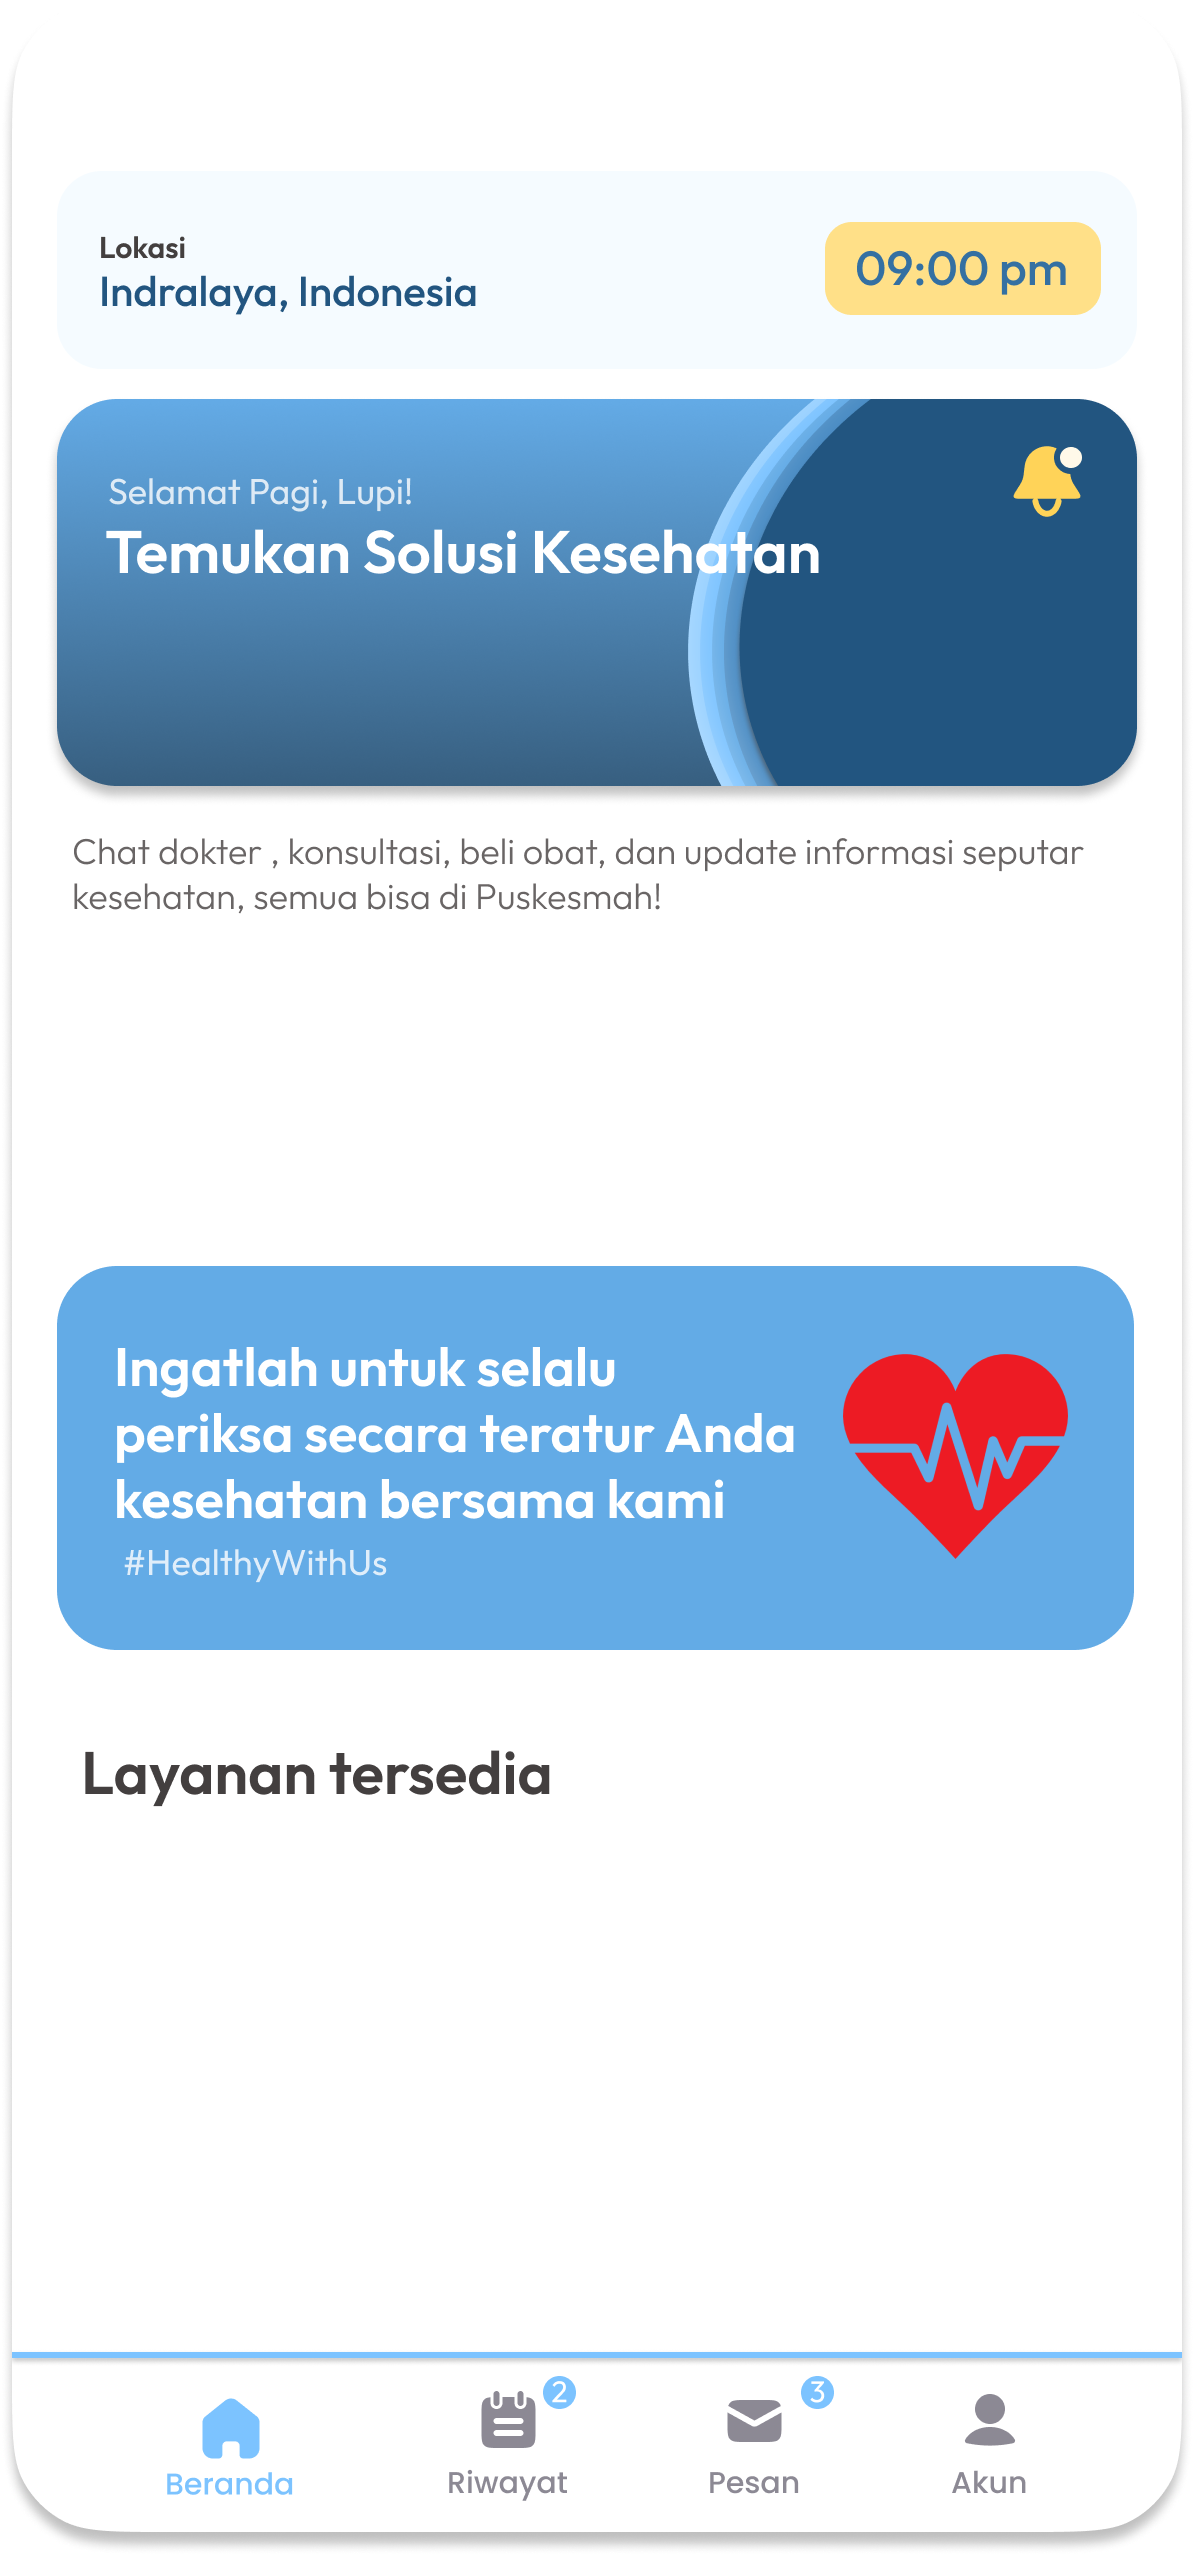 Lokasi
Indralaya, Indonesia
09:00 pm
Selamat Pagi, Lupi!
Temukan Solusi Kesehatan
Chat dokter , konsultasi, beli obat, dan update informasi seputar
kesehatan, semua bisa di Puskesmah!
Ingatlah untuk selalu
periksa secara teratur Anda
kesehatan bersama kami
#HealthyWithUs
Layanan tersedia
2
3
Beranda
Riwayat
Pesan
Akun